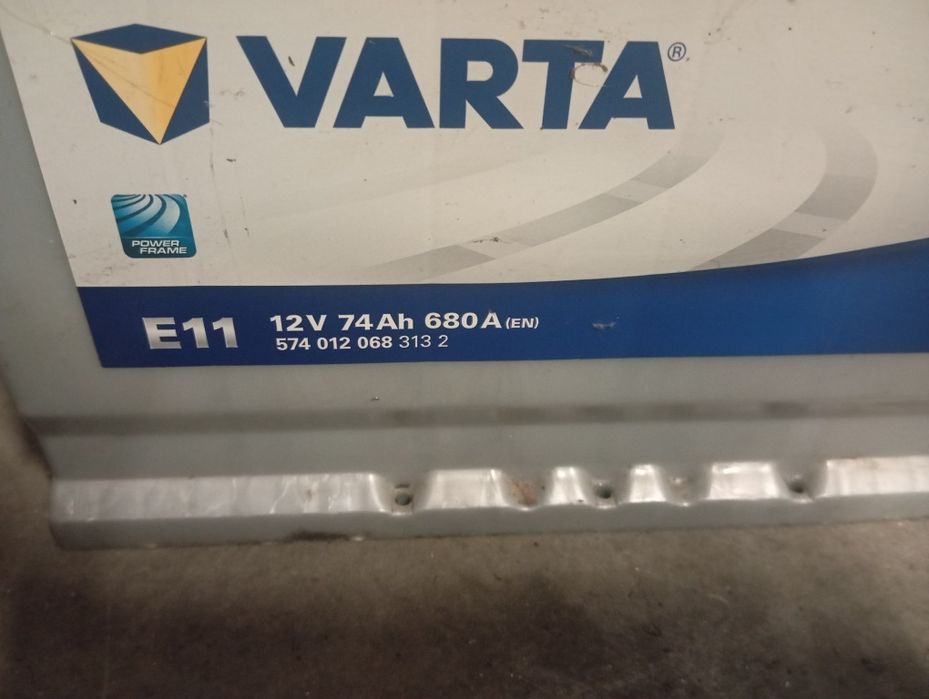 VARTA®
POWER
FRAME
E11 12V 74Ah 680A (EN)
574 012 068 313 2